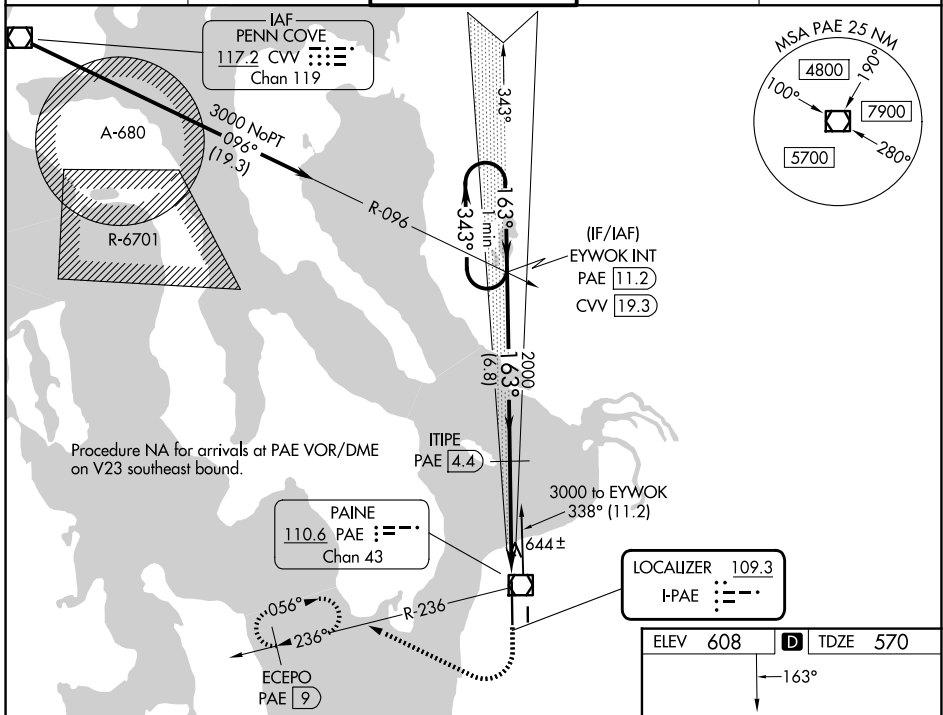 IAF
PENN COVE
117.2 CVV
Chan 119
MSA PAE 25 NM
4800
190°
100°
7900
5700
280°
343°
A-680
3000 NoPT
096°
(19.3)
R-6701
R-096
343°
1 min
163°
(IF/IAF)
EYWOK INT
PAE 11.2
CVV 19.3
2000
163°
(6.8)
Procedure NA for arrivals at PAE VOR/DME
on V23 southeast bound.
ITIPE
PAE 4.4
3000 to EYWOK
338° (11.2)
PAINE
110.6 PAE
Chan 43
644±
LOCALIZER 109.3
I-PAE
056°
R-236
236°
ECEPO
PAE 9
ELEV 608 D TDZE 570
163°